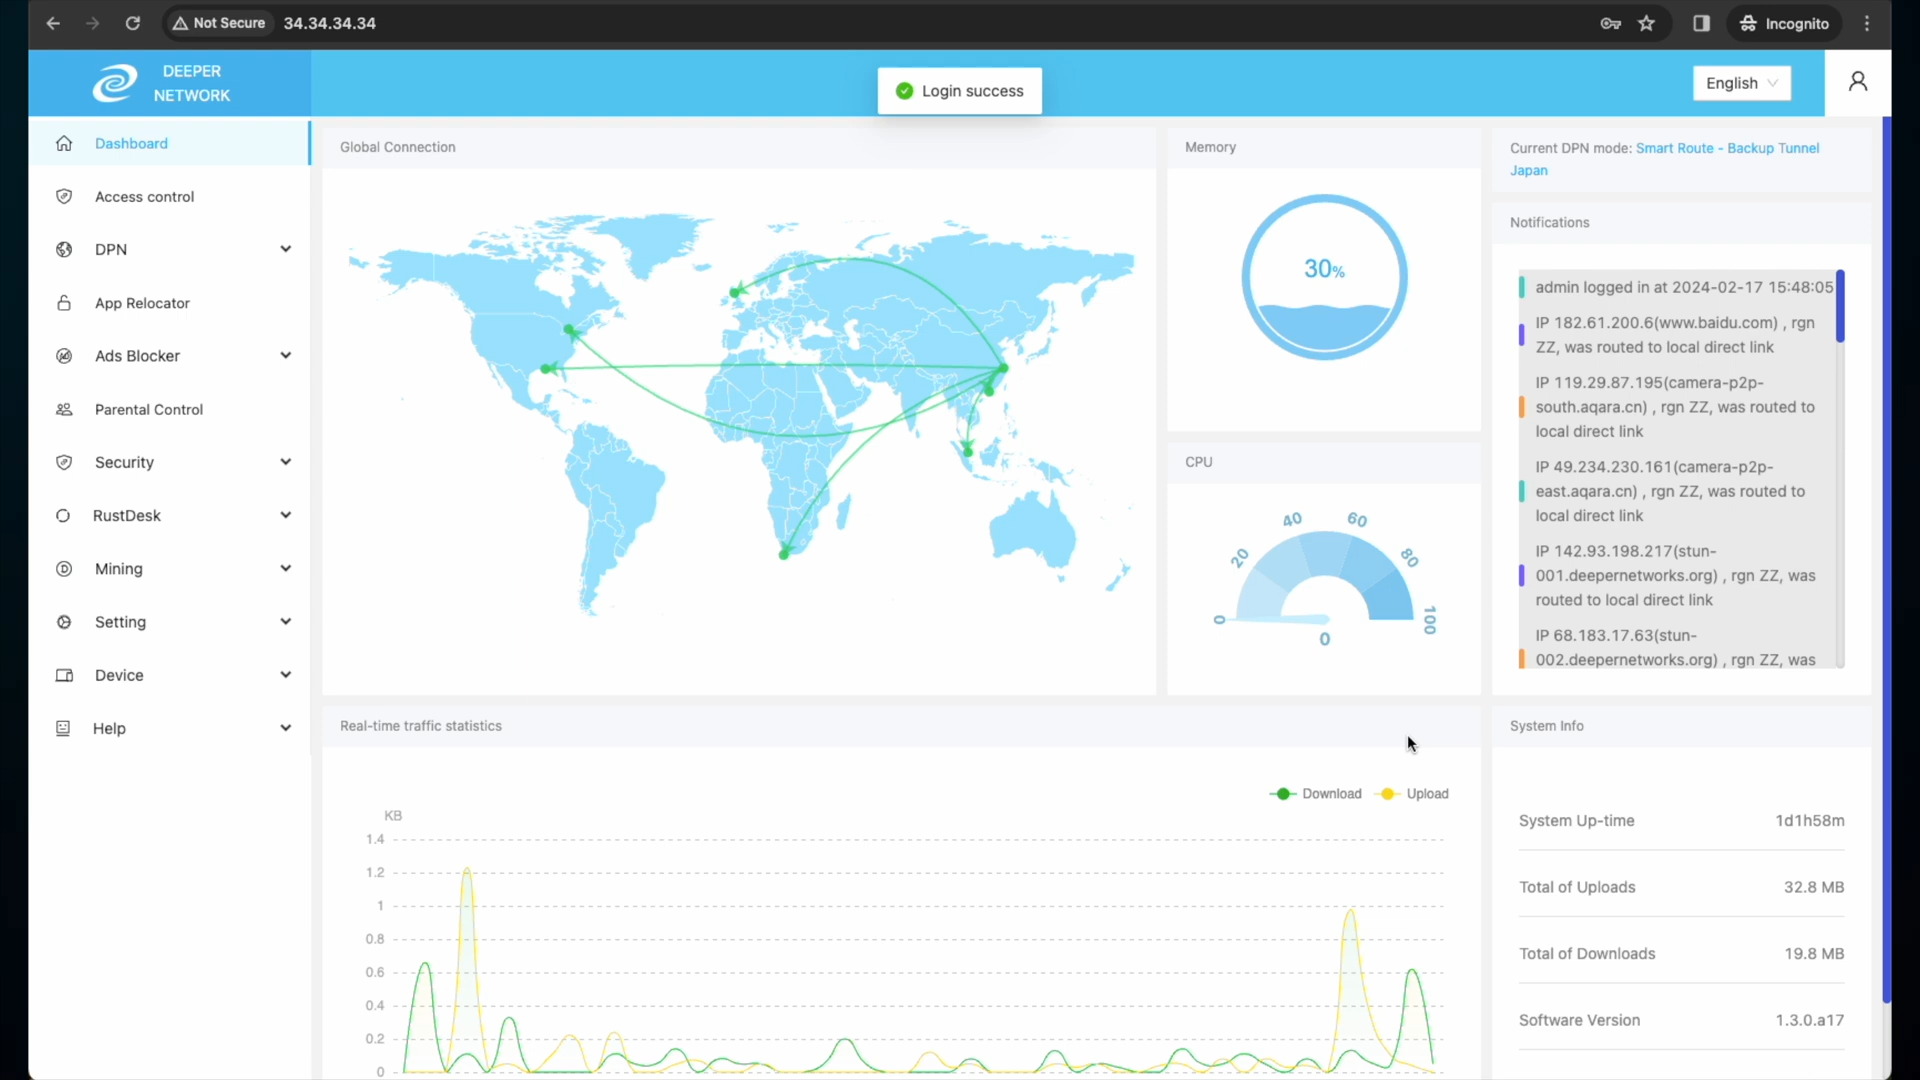 Not Secure
34.34.34.34
Incognito
DEEPER
NETWORK
Login success
English
Dashboard
Access control
DPN
App Relocator
Ads Blocker
Parental Control
Security
RustDesk
Mining
Setting
Device
Help
Global Connection
Memory
30%
CPU
0
20
40
60
80
100
0
Current DPN mode: Smart Route - Backup Tunnel
Japan
Notifications
admin logged in at 2024-02-17 15:48:05
IP 182.61.200.6(www.baidu.com) , rgn
ZZ, was routed to local direct link
IP 119.29.87.195(camera-p2p-
south.aqara.cn) , rgn ZZ, was routed to
local direct link
IP 49.234.230.161(camera-p2p-
east.aqara.cn) , rgn ZZ, was routed to
local direct link
IP 142.93.198.217(stun-
001.deepernetworks.org) , rgn ZZ, was
routed to local direct link
IP 68.183.17.63(stun-
002.deepernetworks.org) , rgn ZZ, was
Real-time traffic statistics
Download
Upload
KB
1.4
1.2
1
0.8
0.6
0.4
0.2
0
System Info
System Up-time 1d1h58m
Total of Uploads 32.8 MB
Total of Downloads 19.8 MB
Software Version 1.3.0.a17